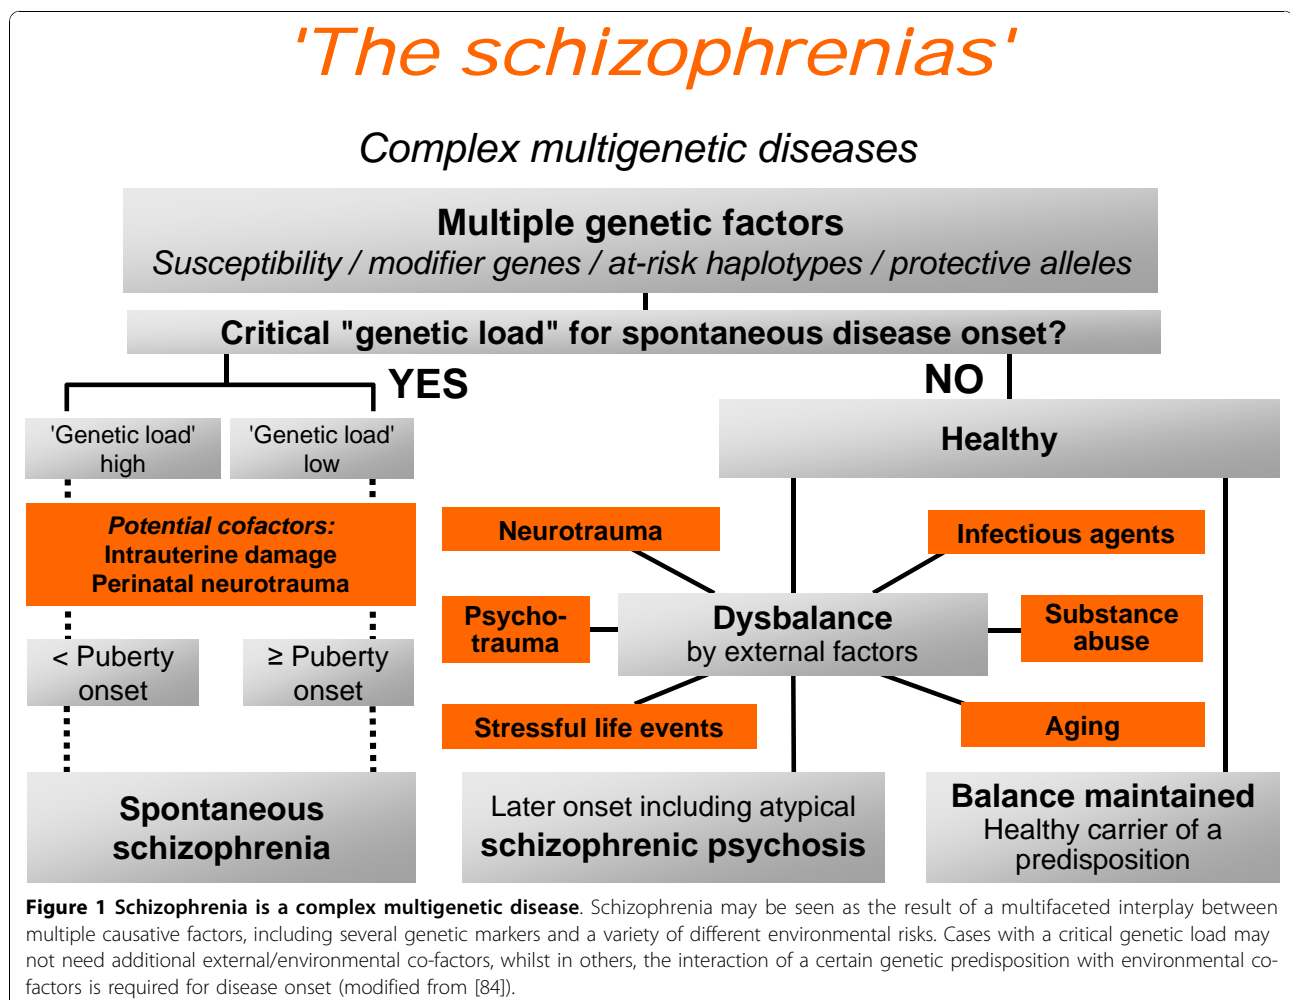 'The schizophrenias'
Complex multigenetic diseases
Multiple genetic factors
Susceptibility / modifier genes / at-risk haplotypes / protective alleles
Critical "genetic load" for spontaneous disease onset?
YES
NO
'Genetic load'
high
'Genetic load'
low
Healthy
Potential cofactors:
Intrauterine damage
Perinatal neurotrauma
Neurotrauma
Infectious agents
Psycho-
trauma
Dysbalance
by external factors
Substance
abuse
< Puberty
onset
≥ Puberty
onset
Stressful life events
Aging
Spontaneous
schizophrenia
Later onset including atypical
schizophrenic psychosis
Balance maintained
Healthy carrier of a
predisposition
Figure 1 Schizophrenia is a complex multigenetic disease. Schizophrenia may be seen as the result of a multifaceted interplay between
multiple causative factors, including several genetic markers and a variety of different environmental risks. Cases with a critical genetic load may
not need additional external/environmental co-factors, whilst in others, the interaction of a certain genetic predisposition with environmental co-
factors is required for disease onset (modified from [84]).